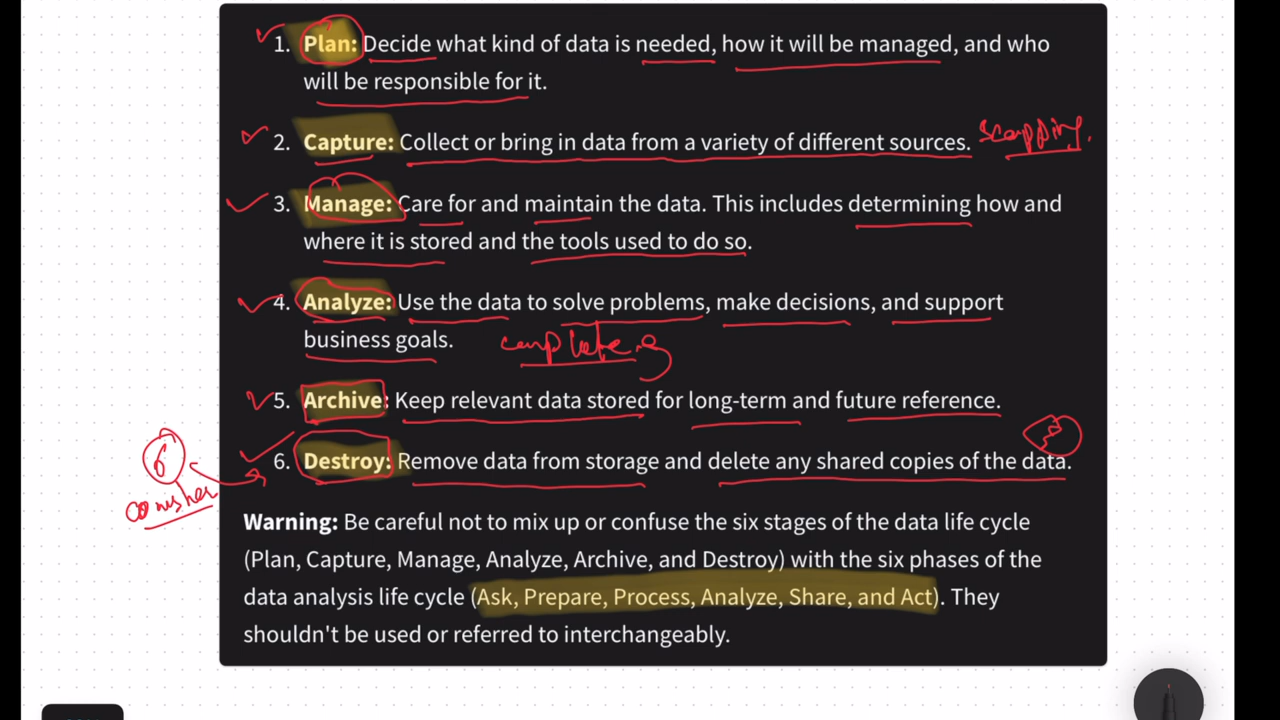 1. Plan: Decide what kind of data is needed, how it will be managed, and who
will be responsible for it.
2. Capture: Collect or bring in data from a variety of different sources. scrapping.
3. Manage: Care for and maintain the data. This includes determining how and
where it is stored and the tools used to do so.
4. Analyze: Use the data to solve problems, make decisions, and support
business goals.
5. Archive: Keep relevant data stored for long-term and future reference.
6. Destroy: Remove data from storage and delete any shared copies of the data.
6
Warning: Be careful not to mix up or confuse the six stages of the data life cycle
(Plan, Capture, Manage, Analyze, Archive, and Destroy) with the six phases of the
data analysis life cycle (Ask, Prepare, Process, Analyze, Share, and Act). They
shouldn't be used or referred to interchangeably.